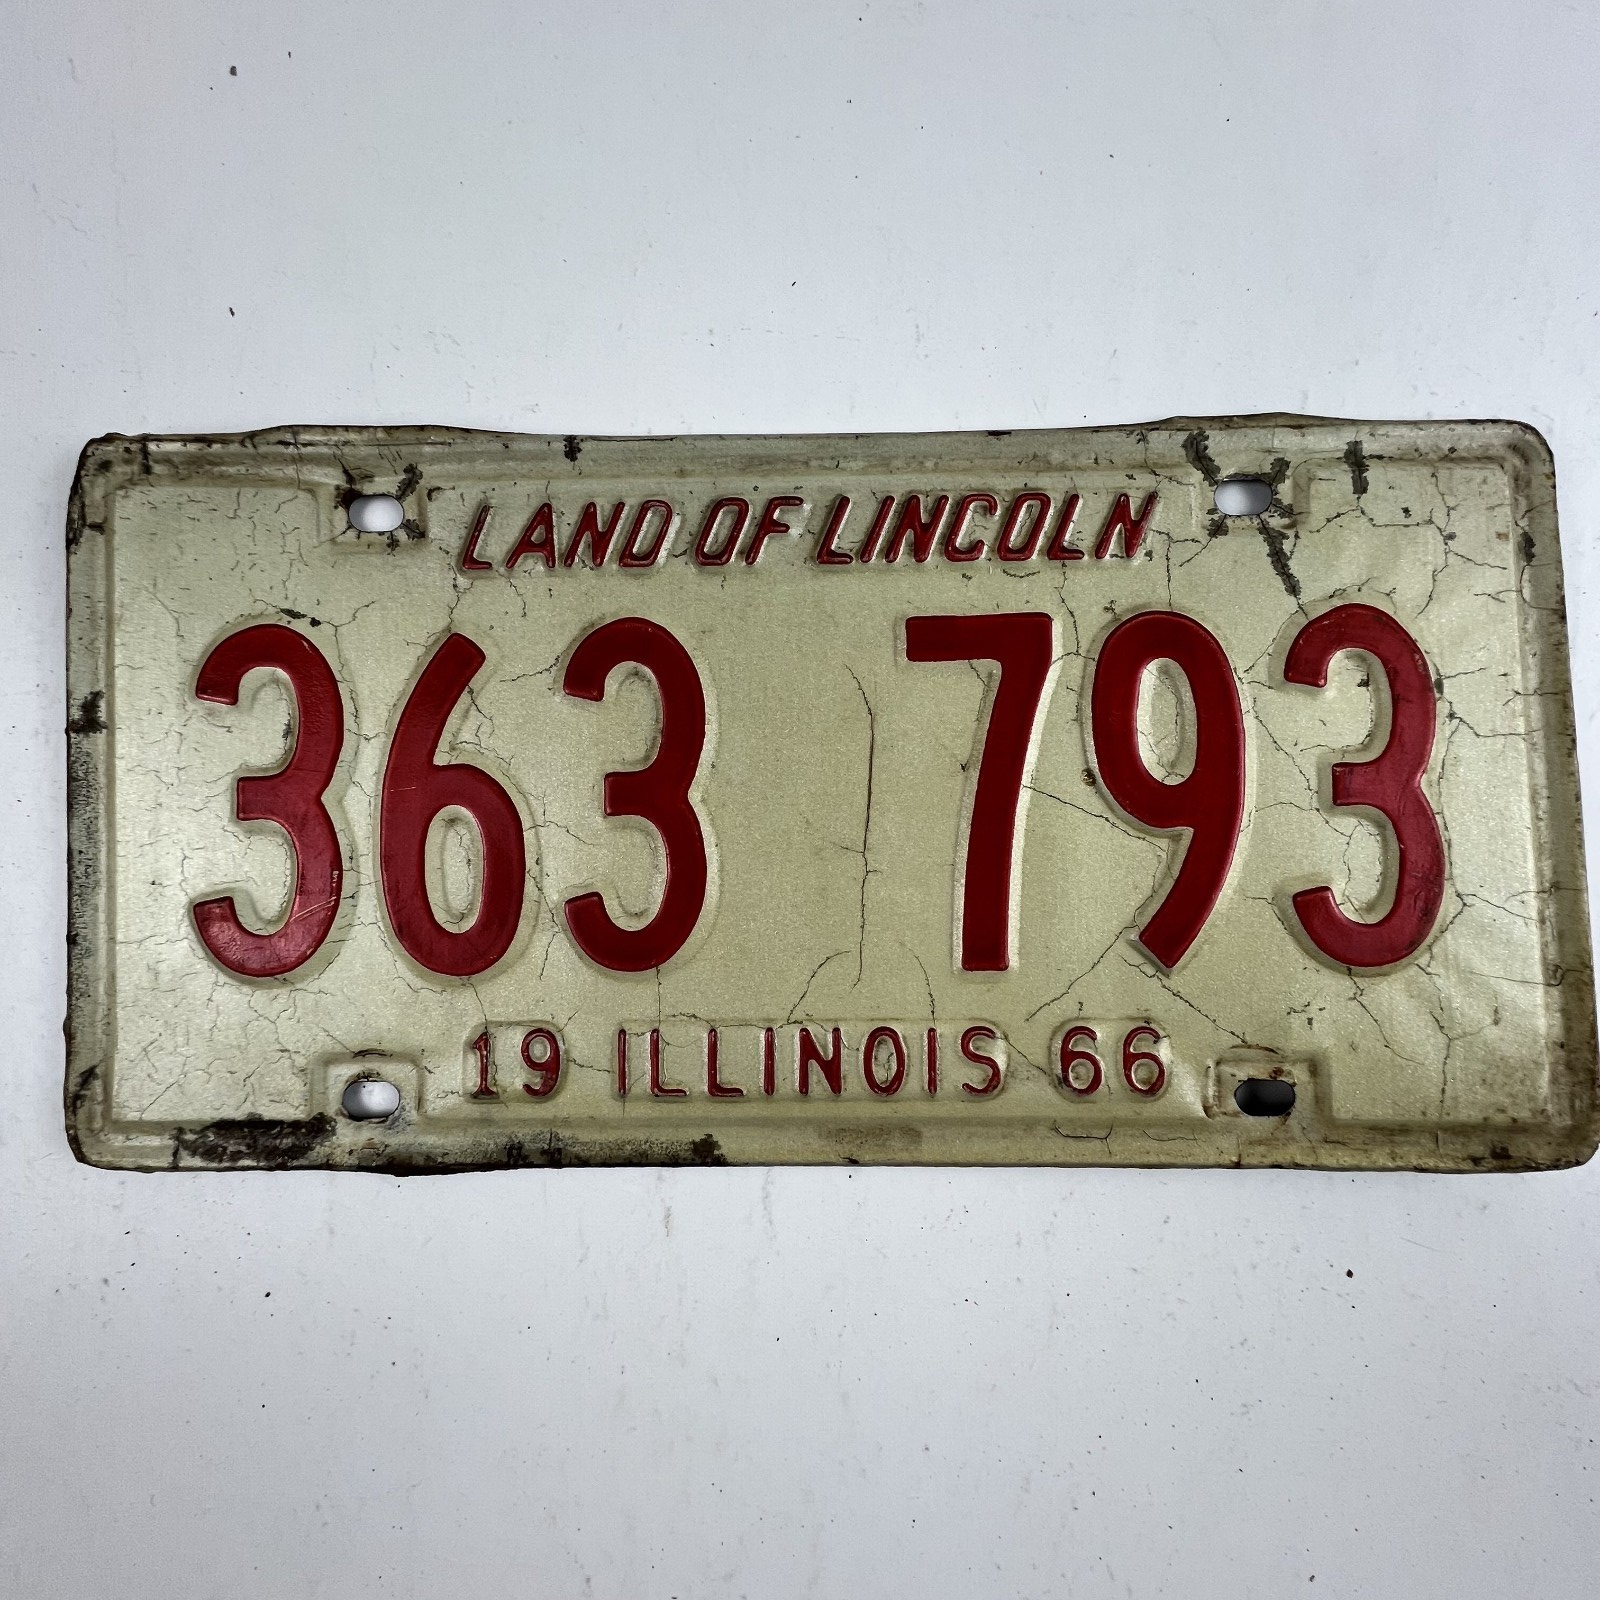 LAND OF LINCOLN
363 793
19 ILLINOIS 66